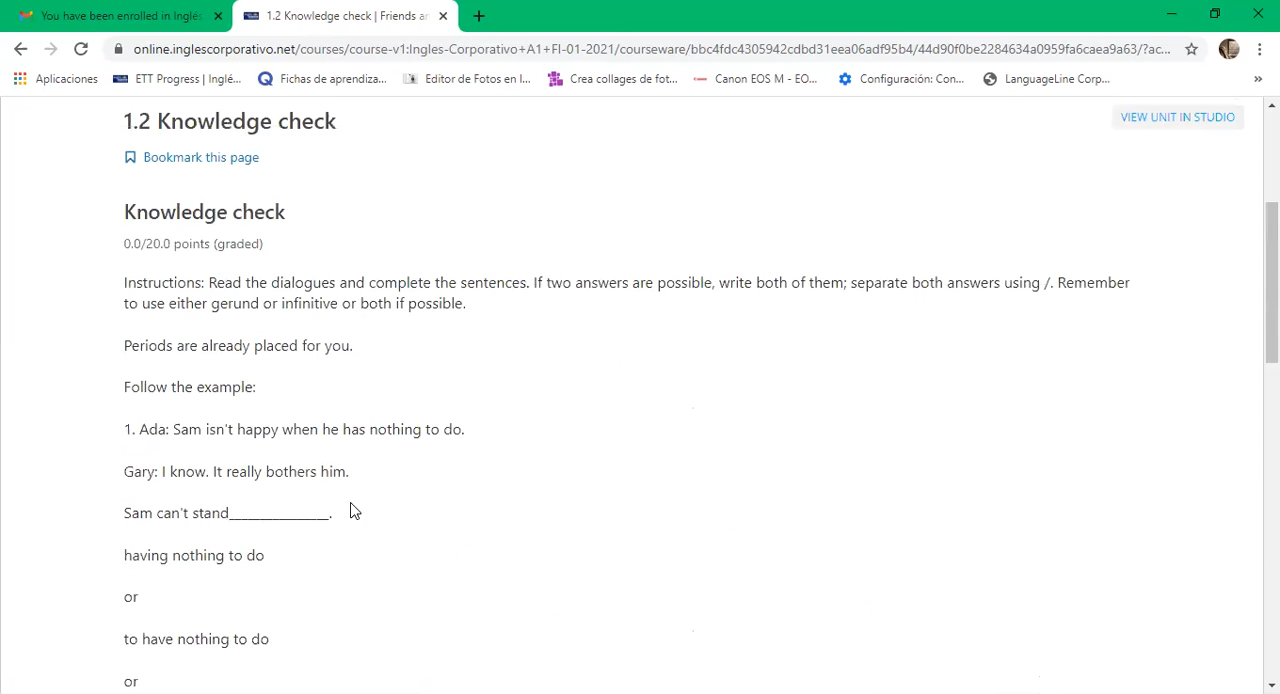 You have been enrolled in Inglés
1.2 Knowledge check | Friends an
online.inglescorporativo.net/courses/course-v1:Ingles-Corporativo+A1+FI-01-2021/courseware/bbc4fdc4305942cdbd31eea06adf95b4/44d90f0be2284634a0959fa6caea9a63/?ac...
Aplicaciones
ETT Progress | Inglé...
Fichas de aprendiza...
Editor de Fotos en l...
Crea collages de fot...
Canon EOS M - EO...
Configuración: Con...
LanguageLine Corp...
»
1.2 Knowledge check
VIEW UNIT IN STUDIO
Bookmark this page
Knowledge check
0.0/20.0 points (graded)
Instructions: Read the dialogues and complete the sentences. If two answers are possible, write both of them; separate both answers using /. Remember
to use either gerund or infinitive or both if possible.
Periods are already placed for you.
Follow the example:
1. Ada: Sam isn't happy when he has nothing to do.
Gary: I know. It really bothers him.
Sam can't stand________________.
having nothing to do
or
to have nothing to do
or